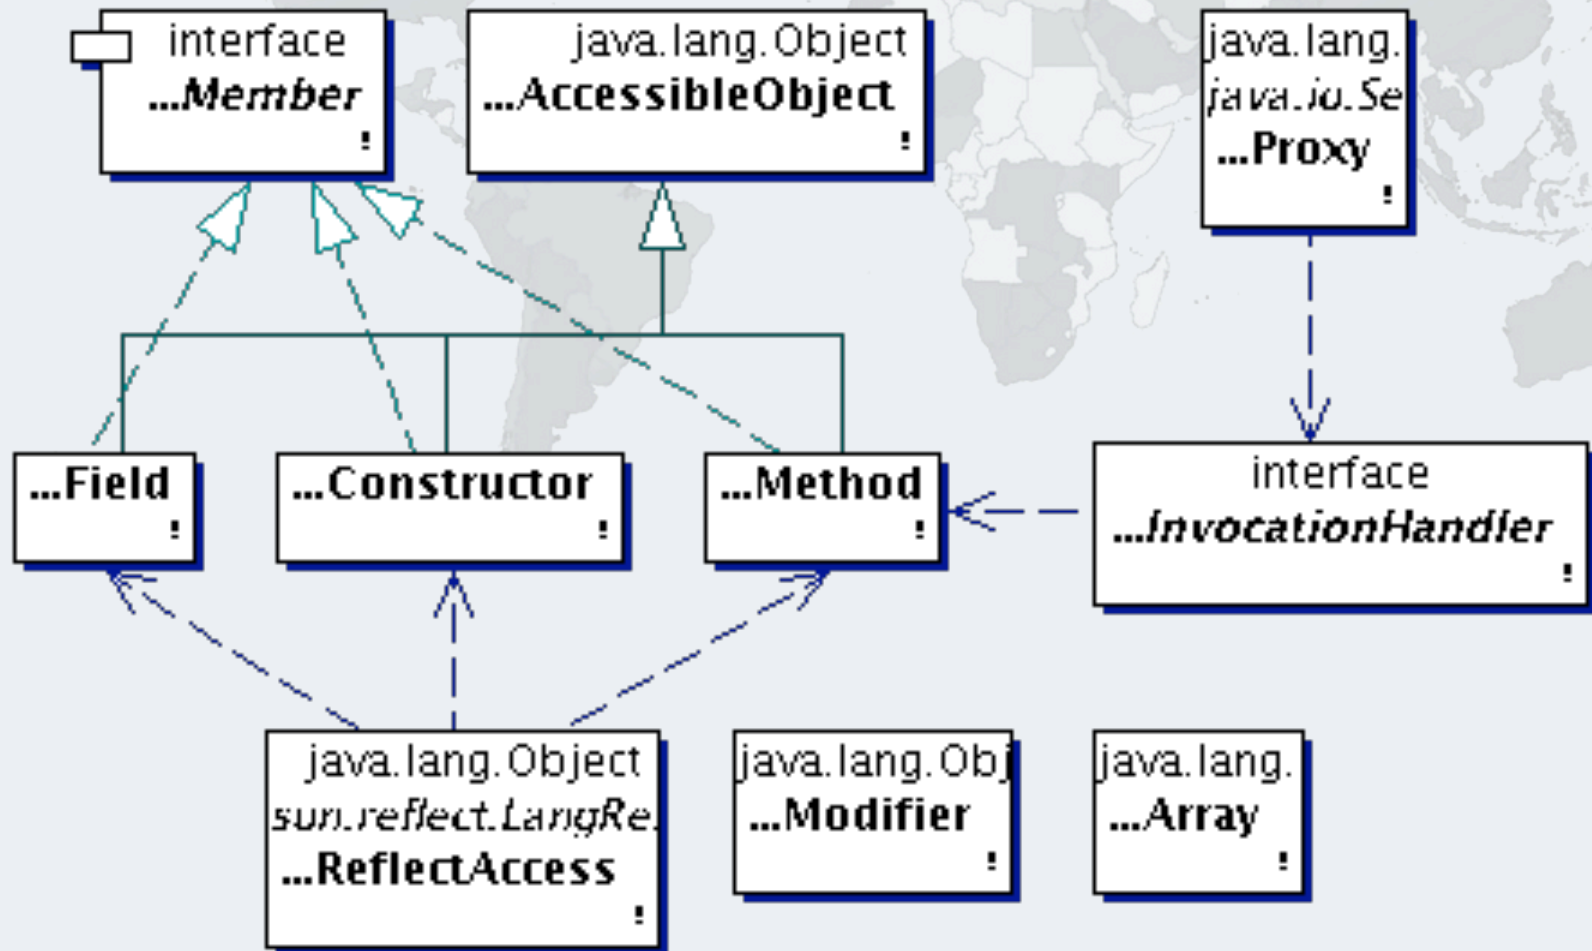 interface
...Member
!
java.lang.Object
...AccessibleObject
!
java.lang.
java.io.Se
...Proxy
!
...Field
!
...Constructor
!
...Method
!
interface
...InvocationHandler
!
java.lang.Object
sun.reflect.LangRe.
...ReflectAccess
!
java.lang.Obj
...Modifier
!
java.lang.
...Array
!